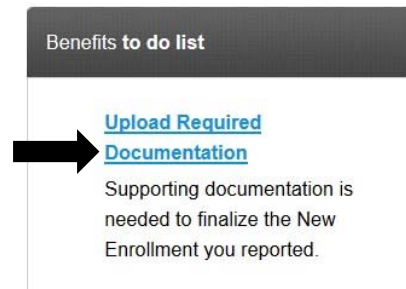 Benefits to do list
Upload Required
Documentation
Supporting documentation is
needed to finalize the New
Enrollment you reported.